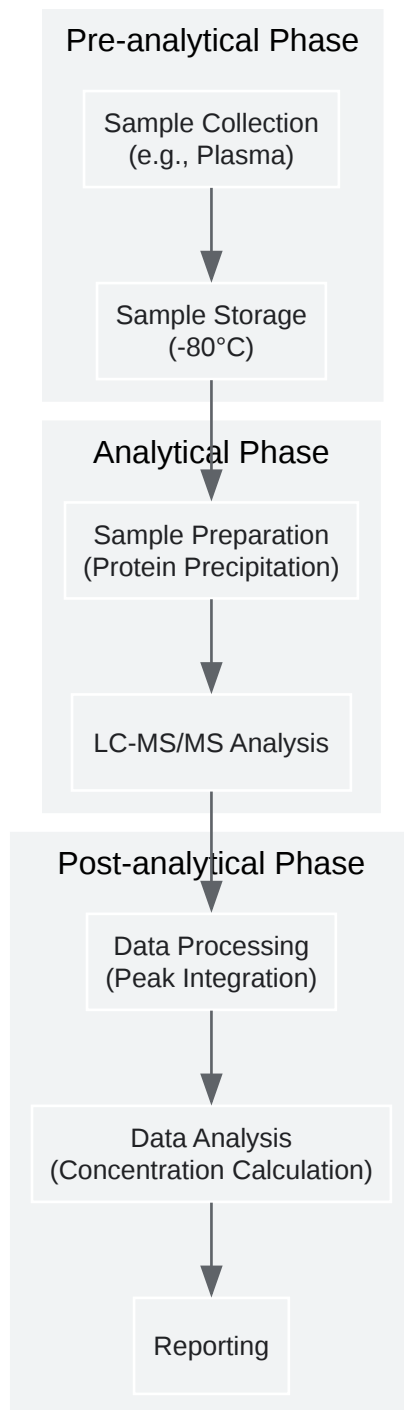 Pre-analytical Phase
Sample Collection
(e.g., Plasma)
Sample Storage
(-80°C)
Analytical Phase
Sample Preparation
(Protein Precipitation)
LC-MS/MS Analysis
Post-analytical Phase
Data Processing
(Peak Integration)
Data Analysis
(Concentration Calculation)
Reporting